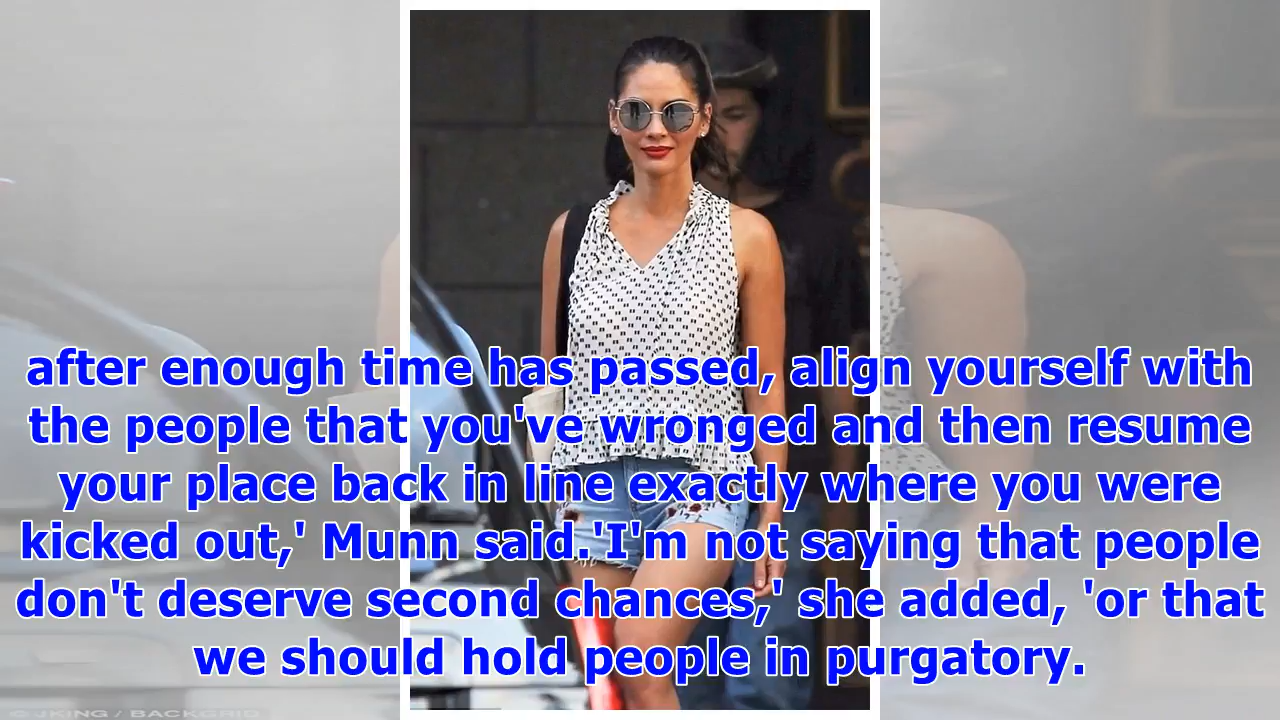 after enough time has passed, align yourself with
the people that you've wronged and then resume
your place back in line exactly where you were
kicked out,' Munn said.'I'm not saying that people
don't deserve second chances,' she added, 'or that
we should hold people in purgatory.
© JKING / BACKGRID